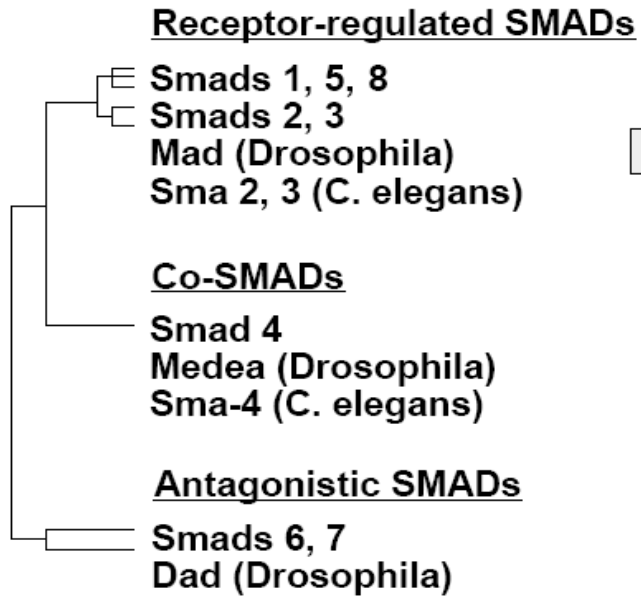 Receptor-regulated SMADs
Smads 1, 5, 8
Smads 2, 3
Mad (Drosophila)
Sma 2, 3 (C. elegans)
Co-SMADs
Smad 4
Medea (Drosophila)
Sma-4 (C. elegans)
Antagonistic SMADs
Smads 6, 7
Dad (Drosophila)